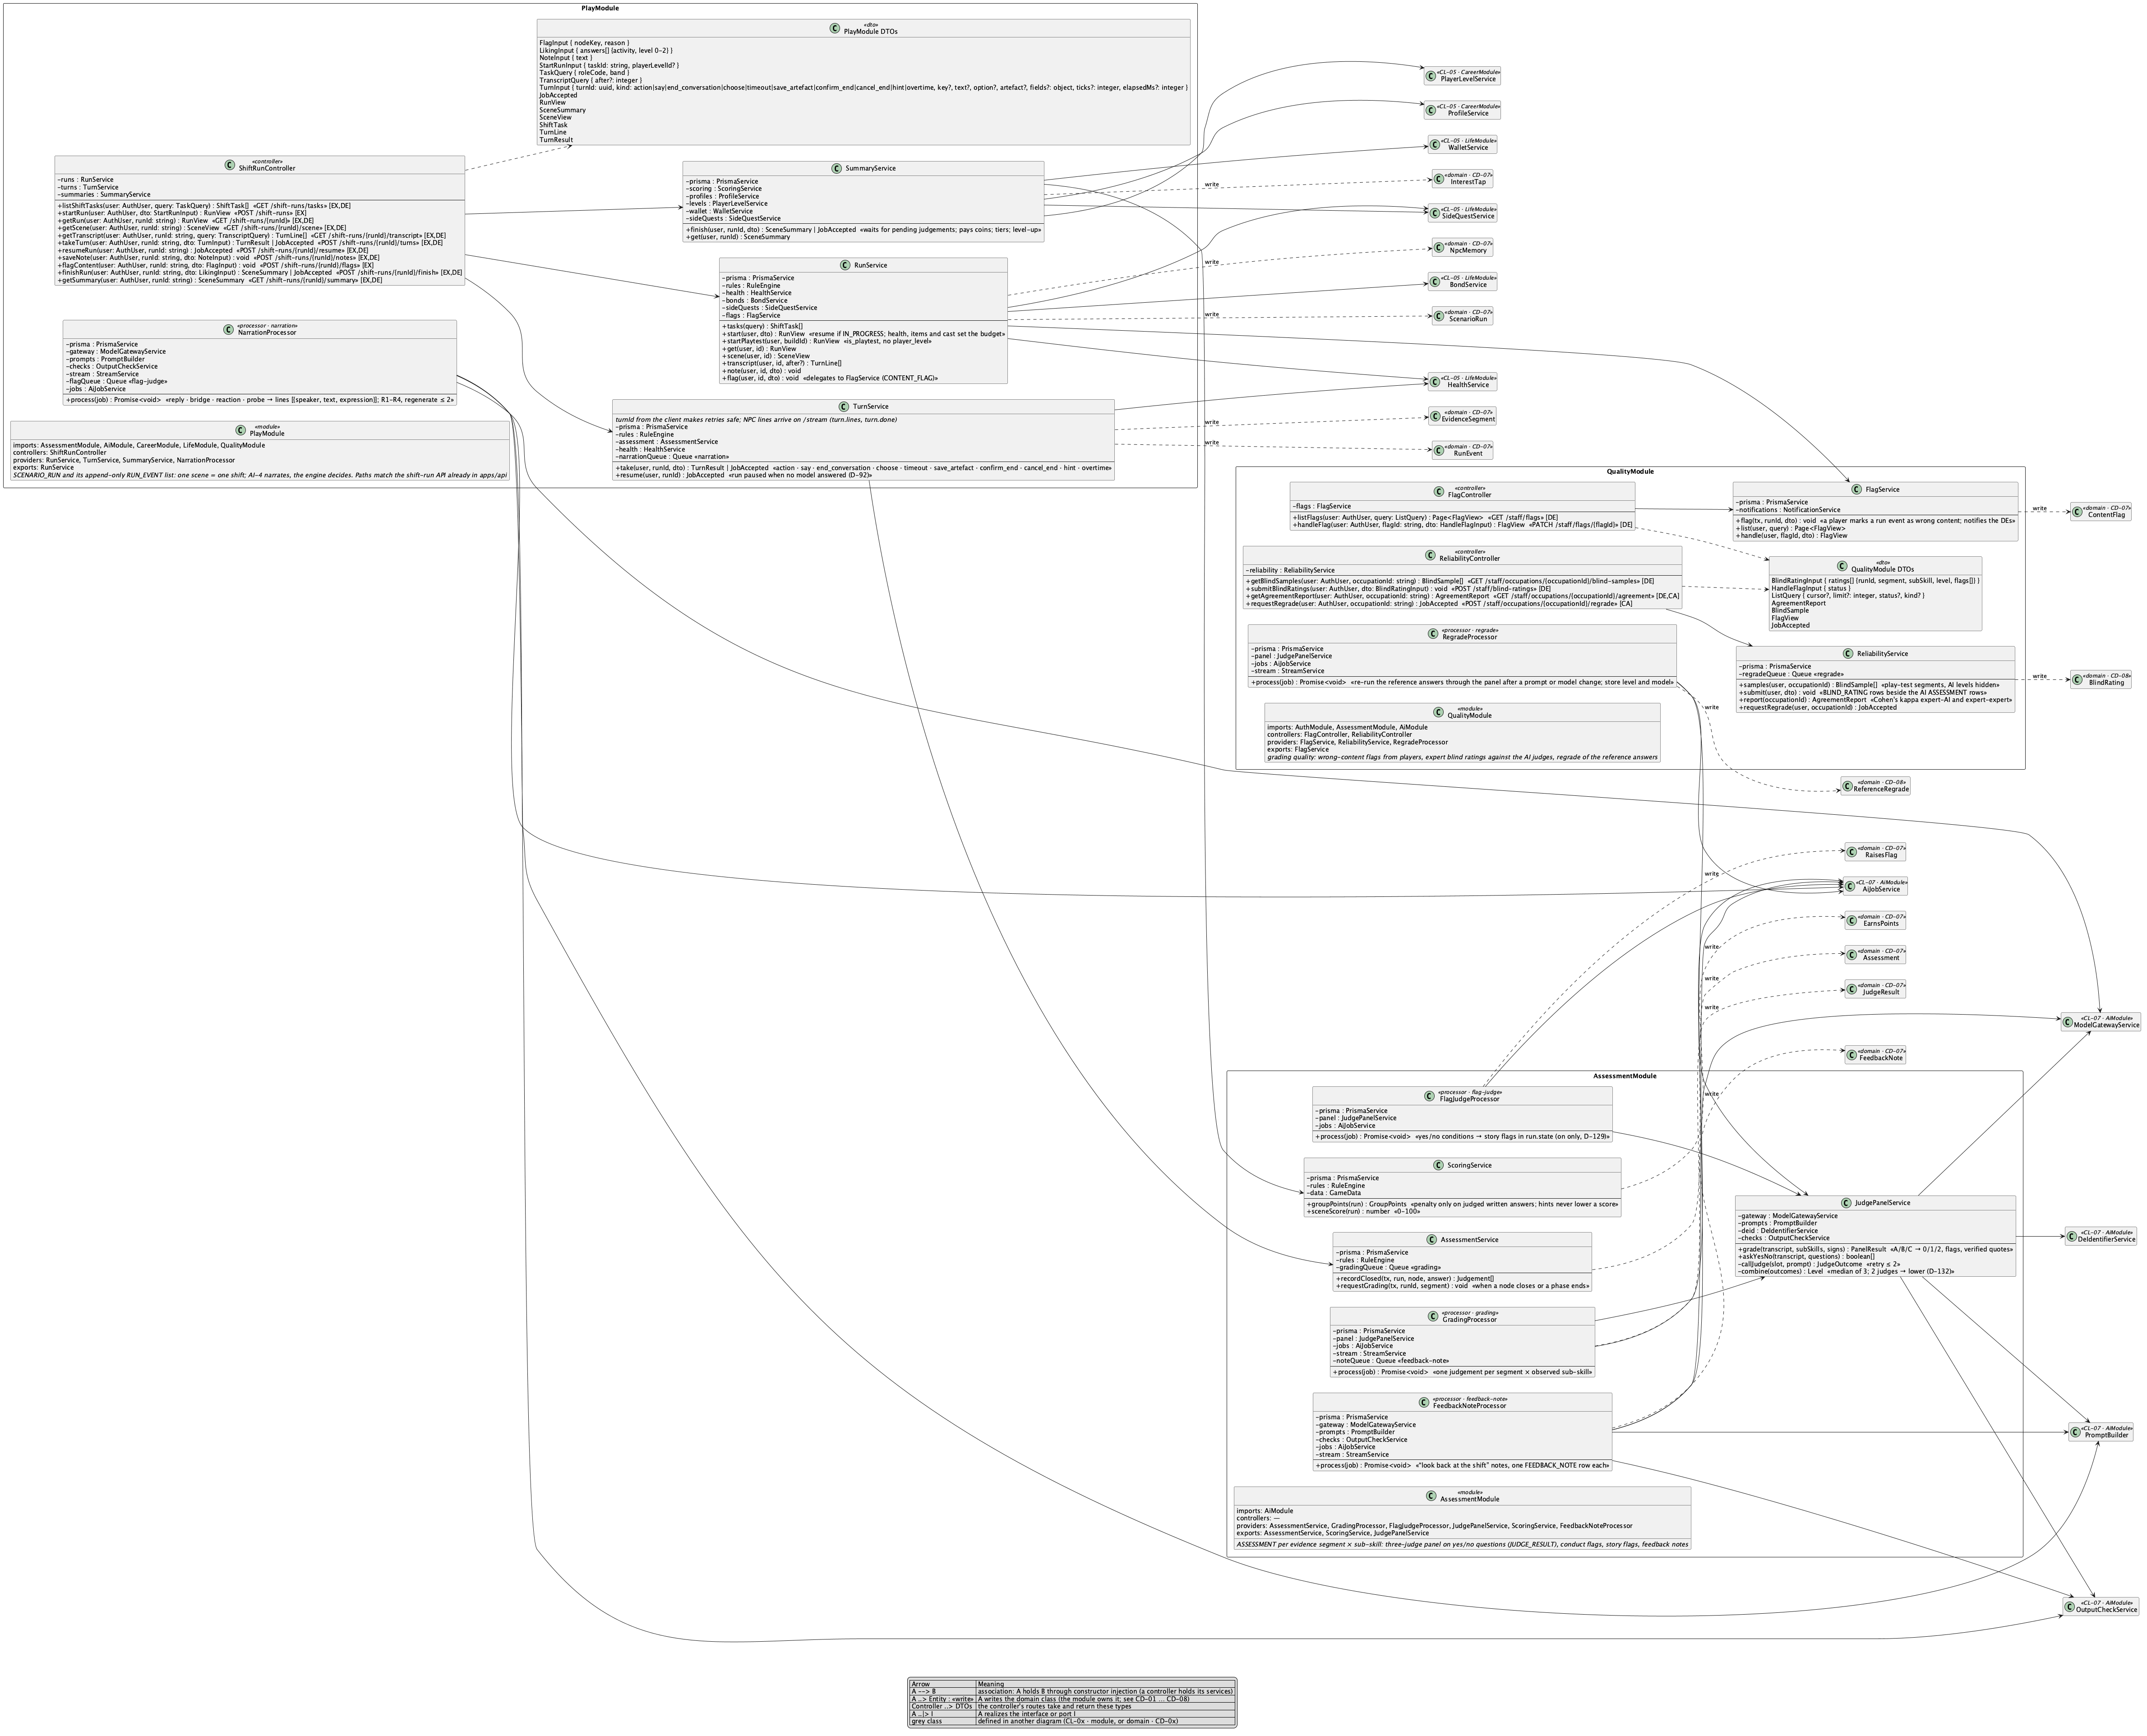 PlayModule
«dto»
PlayModule DTOs
FlagInput { nodeKey, reason }
LikingInput { answers[] {activity, level 0-2} }
NoteInput { text }
StartRunInput { taskId: string, playerLevelId? }
TaskQuery { roleCode, band }
TranscriptQuery { after?: integer }
TurnInput { turnId: uuid, kind: action|say|end_conversation|choose|timeout|save_artefact|confirm_end|cancel_end|hint|overtime, key?, text?, option?, artefact?, fields?: object, ticks?: integer, elapsedMs?: integer }
JobAccepted
RunView
SceneSummary
SceneView
ShiftTask
TurnLine
TurnResult
«controller»
ShiftRunController
-runs : RunService
-turns : TurnService
-summaries : SummaryService
+listShiftTasks(user: AuthUser, query: TaskQuery) : ShiftTask[] «GET /shift-runs/tasks» [EX,DE]
+startRun(user: AuthUser, dto: StartRunInput) : RunView «POST /shift-runs» [EX]
+getRun(user: AuthUser, runId: string) : RunView «GET /shift-runs/{runId}» [EX,DE]
+getScene(user: AuthUser, runId: string) : SceneView «GET /shift-runs/{runId}/scene» [EX,DE]
+getTranscript(user: AuthUser, runId: string, query: TranscriptQuery) : TurnLine[] «GET /shift-runs/{runId}/transcript» [EX,DE]
+takeTurn(user: AuthUser, runId: string, dto: TurnInput) : TurnResult | JobAccepted «POST /shift-runs/{runId}/turns» [EX,DE]
+resumeRun(user: AuthUser, runId: string) : JobAccepted «POST /shift-runs/{runId}/resume» [EX,DE]
+saveNote(user: AuthUser, runId: string, dto: NoteInput) : void «POST /shift-runs/{runId}/notes» [EX,DE]
+flagContent(user: AuthUser, runId: string, dto: FlagInput) : void «POST /shift-runs/{runId}/flags» [EX]
+finishRun(user: AuthUser, runId: string, dto: LikingInput) : SceneSummary | JobAccepted «POST /shift-runs/{runId}/finish» [EX,DE]
+getSummary(user: AuthUser, runId: string) : SceneSummary «GET /shift-runs/{runId}/summary» [EX,DE]
SummaryService
-prisma : PrismaService
-scoring : ScoringService
-profiles : ProfileService
-levels : PlayerLevelService
-wallet : WalletService
-sideQuests : SideQuestService
+finish(user, runId, dto) : SceneSummary | JobAccepted «waits for pending judgements; pays coins; tiers; level-up»
+get(user, runId) : SceneSummary
RunService
-prisma : PrismaService
-rules : RuleEngine
-health : HealthService
-bonds : BondService
-sideQuests : SideQuestService
-flags : FlagService
+tasks(query) : ShiftTask[]
+start(user, dto) : RunView «resume if IN_PROGRESS; health, items and cast set the budget»
+startPlaytest(user, buildId) : RunView «is_playtest, no player_level»
+get(user, id) : RunView
+scene(user, id) : SceneView
+transcript(user, id, after?) : TurnLine[]
+note(user, id, dto) : void
+flag(user, id, dto) : void «delegates to FlagService (CONTENT_FLAG)»
«processor · narration»
NarrationProcessor
-prisma : PrismaService
-gateway : ModelGatewayService
-prompts : PromptBuilder
-checks : OutputCheckService
-stream : StreamService
-flagQueue : Queue «flag-judge»
-jobs : AiJobService
+process(job) : Promise<void> «reply · bridge · reaction · probe → lines [{speaker, text, expression}]; R1-R4, regenerate ≤ 2»
TurnService
turnId from the client makes retries safe; NPC lines arrive on /stream (turn.lines, turn.done)
-prisma : PrismaService
-rules : RuleEngine
-assessment : AssessmentService
-health : HealthService
-narrationQueue : Queue «narration»
+take(user, runId, dto) : TurnResult | JobAccepted «action · say · end_conversation · choose · timeout · save_artefact · confirm_end · cancel_end · hint · overtime»
+resume(user, runId) : JobAccepted «run paused when no model answered (D-92)»
«module»
PlayModule
imports: AssessmentModule, AiModule, CareerModule, LifeModule, QualityModule
controllers: ShiftRunController
providers: RunService, TurnService, SummaryService, NarrationProcessor
exports: RunService
SCENARIO_RUN and its append-only RUN_EVENT list: one scene = one shift; AI-4 narrates, the engine decides. Paths match the shift-run API already in apps/api
«CL-05 · CareerModule»
PlayerLevelService
«CL-05 · CareerModule»
ProfileService
«CL-05 · LifeModule»
WalletService
write
«domain · CD-07»
InterestTap
«CL-05 · LifeModule»
SideQuestService
write
«domain · CD-07»
NpcMemory
«CL-05 · LifeModule»
BondService
write
«domain · CD-07»
ScenarioRun
«CL-05 · LifeModule»
HealthService
write
«domain · CD-07»
EvidenceSegment
write
«domain · CD-07»
RunEvent
QualityModule
«controller»
FlagController
-flags : FlagService
+listFlags(user: AuthUser, query: ListQuery) : Page<FlagView> «GET /staff/flags» [DE]
+handleFlag(user: AuthUser, flagId: string, dto: HandleFlagInput) : FlagView «PATCH /staff/flags/{flagId}» [DE]
FlagService
-prisma : PrismaService
-notifications : NotificationService
+flag(tx, runId, dto) : void «a player marks a run event as wrong content; notifies the DEs»
+list(user, query) : Page<FlagView>
+handle(user, flagId, dto) : FlagView
write
«domain · CD-07»
ContentFlag
«controller»
ReliabilityController
-reliability : ReliabilityService
+getBlindSamples(user: AuthUser, occupationId: string) : BlindSample[] «GET /staff/occupations/{occupationId}/blind-samples» [DE]
+submitBlindRatings(user: AuthUser, dto: BlindRatingInput) : void «POST /staff/blind-ratings» [DE]
+getAgreementReport(user: AuthUser, occupationId: string) : AgreementReport «GET /staff/occupations/{occupationId}/agreement» [DE,CA]
+requestRegrade(user: AuthUser, occupationId: string) : JobAccepted «POST /staff/occupations/{occupationId}/regrade» [CA]
«dto»
QualityModule DTOs
BlindRatingInput { ratings[] {runId, segment, subSkill, level, flags[]} }
HandleFlagInput { status }
ListQuery { cursor?, limit?: integer, status?, kind? }
AgreementReport
BlindSample
FlagView
JobAccepted
«processor · regrade»
RegradeProcessor
-prisma : PrismaService
-panel : JudgePanelService
-jobs : AiJobService
-stream : StreamService
+process(job) : Promise<void> «re-run the reference answers through the panel after a prompt or model change; store level and model»
ReliabilityService
-prisma : PrismaService
-regradeQueue : Queue «regrade»
+samples(user, occupationId) : BlindSample[] «play-test segments, AI levels hidden»
+submit(user, dto) : void «BLIND_RATING rows beside the AI ASSESSMENT rows»
+report(occupationId) : AgreementReport «Cohen's kappa expert-AI and expert-expert»
+requestRegrade(user, occupationId) : JobAccepted
write
«domain · CD-08»
BlindRating
write
«module»
QualityModule
imports: AuthModule, AssessmentModule, AiModule
controllers: FlagController, ReliabilityController
providers: FlagService, ReliabilityService, RegradeProcessor
exports: FlagService
grading quality: wrong-content flags from players, expert blind ratings against the AI judges, regrade of the reference answers
«domain · CD-08»
ReferenceRegrade
«domain · CD-07»
RaisesFlag
write
«CL-07 · AiModule»
AiJobService
«domain · CD-07»
EarnsPoints
write
«domain · CD-07»
Assessment
write
«domain · CD-07»
JudgeResult
write
«CL-07 · AiModule»
ModelGatewayService
«domain · CD-07»
FeedbackNote
write
AssessmentModule
«processor · flag-judge»
FlagJudgeProcessor
-prisma : PrismaService
-panel : JudgePanelService
-jobs : AiJobService
+process(job) : Promise<void> «yes/no conditions → story flags in run.state (on only, D-129)»
ScoringService
-prisma : PrismaService
-rules : RuleEngine
-data : GameData
+groupPoints(run) : GroupPoints «penalty only on judged written answers; hints never lower a score»
+sceneScore(run) : number «0-100»
JudgePanelService
-gateway : ModelGatewayService
-prompts : PromptBuilder
-deid : DeIdentifierService
-checks : OutputCheckService
+grade(transcript, subSkills, signs) : PanelResult «A/B/C → 0/1/2, flags, verified quotes»
+askYesNo(transcript, questions) : boolean[]
-callJudge(slot, prompt) : JudgeOutcome «retry ≤ 2»
-combine(outcomes) : Level «median of 3; 2 judges → lower (D-132)»
«CL-07 · AiModule»
DeIdentifierService
AssessmentService
-prisma : PrismaService
-rules : RuleEngine
-gradingQueue : Queue «grading»
+recordClosed(tx, run, node, answer) : Judgement[]
+requestGrading(tx, runId, segment) : void «when a node closes or a phase ends»
«processor · grading»
GradingProcessor
-prisma : PrismaService
-panel : JudgePanelService
-jobs : AiJobService
-stream : StreamService
-noteQueue : Queue «feedback-note»
+process(job) : Promise<void> «one judgement per segment × observed sub-skill»
«processor · feedback-note»
FeedbackNoteProcessor
-prisma : PrismaService
-gateway : ModelGatewayService
-prompts : PromptBuilder
-checks : OutputCheckService
-jobs : AiJobService
-stream : StreamService
+process(job) : Promise<void> «"look back at the shift" notes, one FEEDBACK_NOTE row each»
«CL-07 · AiModule»
PromptBuilder
«module»
AssessmentModule
imports: AiModule
controllers: —
providers: AssessmentService, GradingProcessor, FlagJudgeProcessor, JudgePanelService, ScoringService, FeedbackNoteProcessor
exports: AssessmentService, ScoringService, JudgePanelService
ASSESSMENT per evidence segment × sub-skill: three-judge panel on yes/no questions (JUDGE_RESULT), conduct flags, story flags, feedback notes
«CL-07 · AiModule»
OutputCheckService
Arrow Meaning
A --> B association: A holds B through constructor injection (a controller holds its services)
A ..> Entity : «write» A writes the domain class (the module owns it; see CD-01 … CD-08)
Controller ..> DTOs the controller's routes take and return these types
A ..|> I A realizes the interface or port I
grey class defined in another diagram (CL-0x · module, or domain · CD-0x)